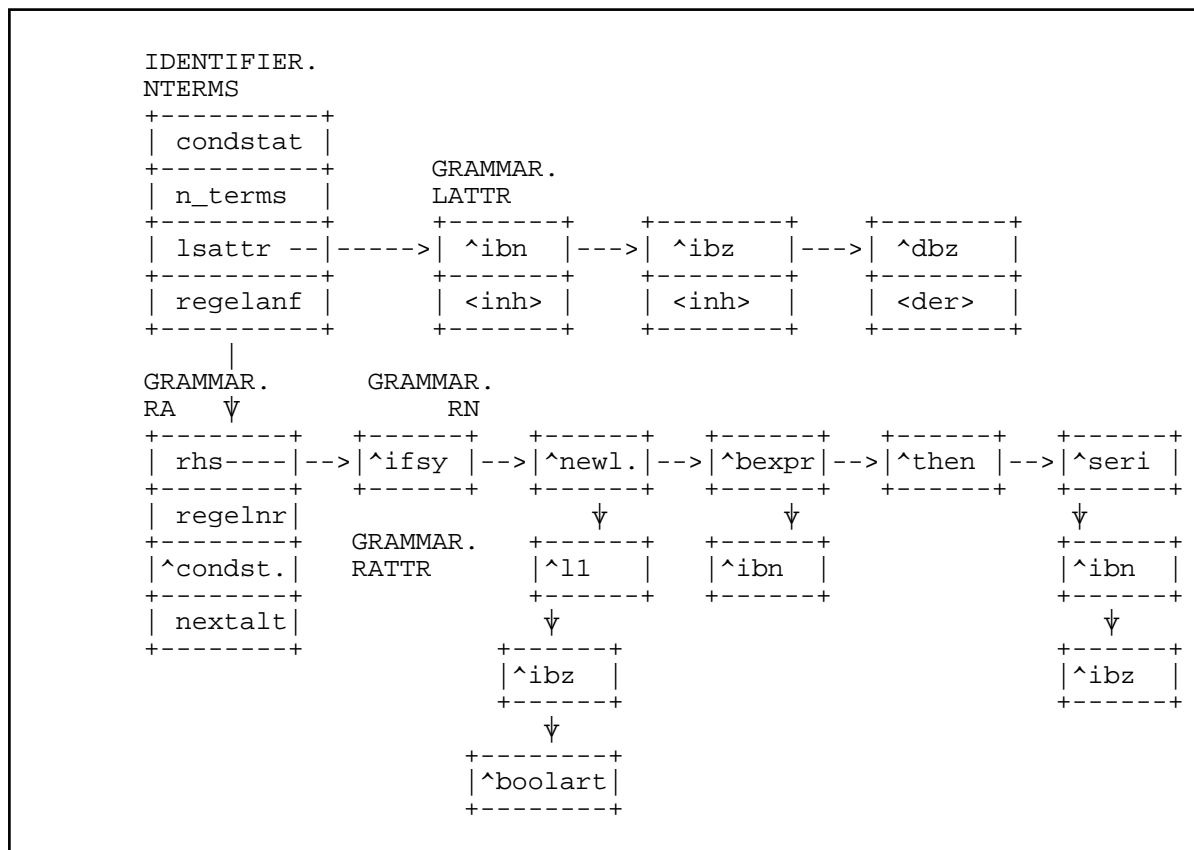 IDENTIFIER.
NTERMS
+----------+
| condstat |
+----------+ GRAMMAR.
| n_terms | LATTR
+----------+ +-------+ +--------+ +--------+
| lsattr --|----->| ^ibn |--->| ^ibz |--->| ^dbz |
+----------+ +-------+ +--------+ +--------+
| regelanf | | <inh> | | <inh> | | <der> |
+----------+ +-------+ +--------+ +--------+
|
GRAMMAR. GRAMMAR.
RA RN
+--------+ +------+ +------+ +------+ +------+ +------+
| rhs----|-->|^ifsy |-->|^newl.|-->|^bexpr|-->|^then |-->|^seri |
+--------+ +------+ +------+ +------+ +------+ +------+
| regelnr|
+--------+ GRAMMAR. +------+ +------+ +------+
|^condst.| RATTR |^l1 | |^ibn | |^ibn |
+--------+ +------+ +------+ +------+
| nextalt|
+--------+ +------+ +------+
|^ibz | |^ibz |
+------+ +------+
+--------+
|^boolart|
+--------+